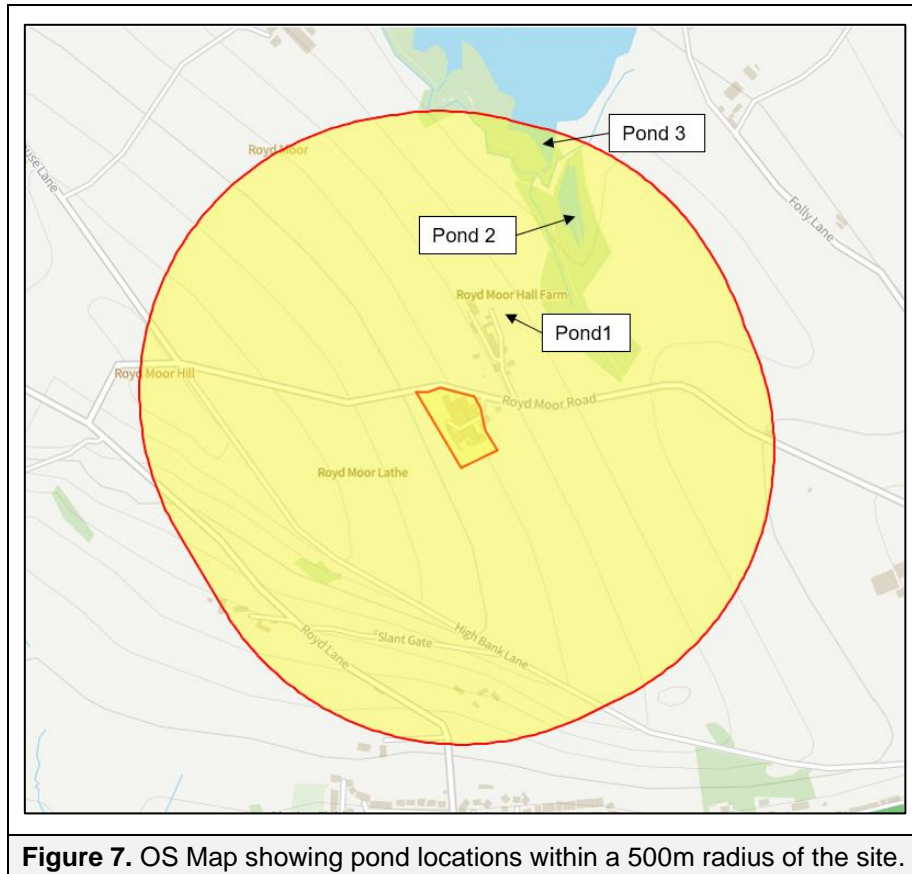 Pond 3
Royd Moor
use Lane
Folly Lane
Pond 2
Royd Moor Hall Farm
Pond1
Royd Moor Hill
Royd Moor Road
Royd Moor Lathe
High Bank Lane
Slant Gate
Royd Lane
Figure 7. OS Map showing pond locations within a 500m radius of the site.